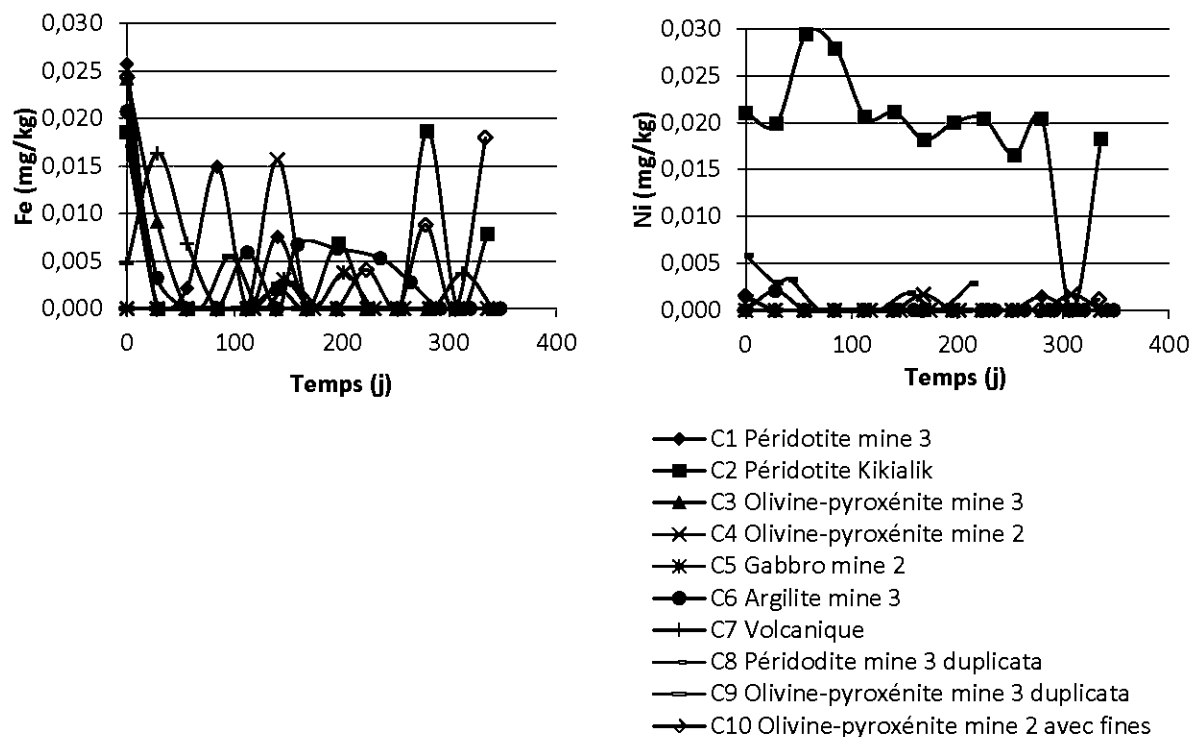 0,030
0,025
0,020
0,015
0,010
0,005
0,000
Fe (mg/kg)
0 100 200 300 400
Temps (j)
0,030
0,025
0,020
0,015
0,010
0,005
0,000
Ni (mg/kg)
0 100 200 300 400
Temps (j)
C1 Péridotite mine 3
C2 Péridotite Kikialik
C3 Olivine-pyroxénite mine 3
C4 Olivine-pyroxénite mine 2
C5 Gabbro mine 2
C6 Argilite mine 3
C7 Volcanique
C8 Péridodite mine 3 duplicata
C9 Olivine-pyroxénite mine 3 duplicata
C10 Olivine-pyroxénite mine 2 avec fines